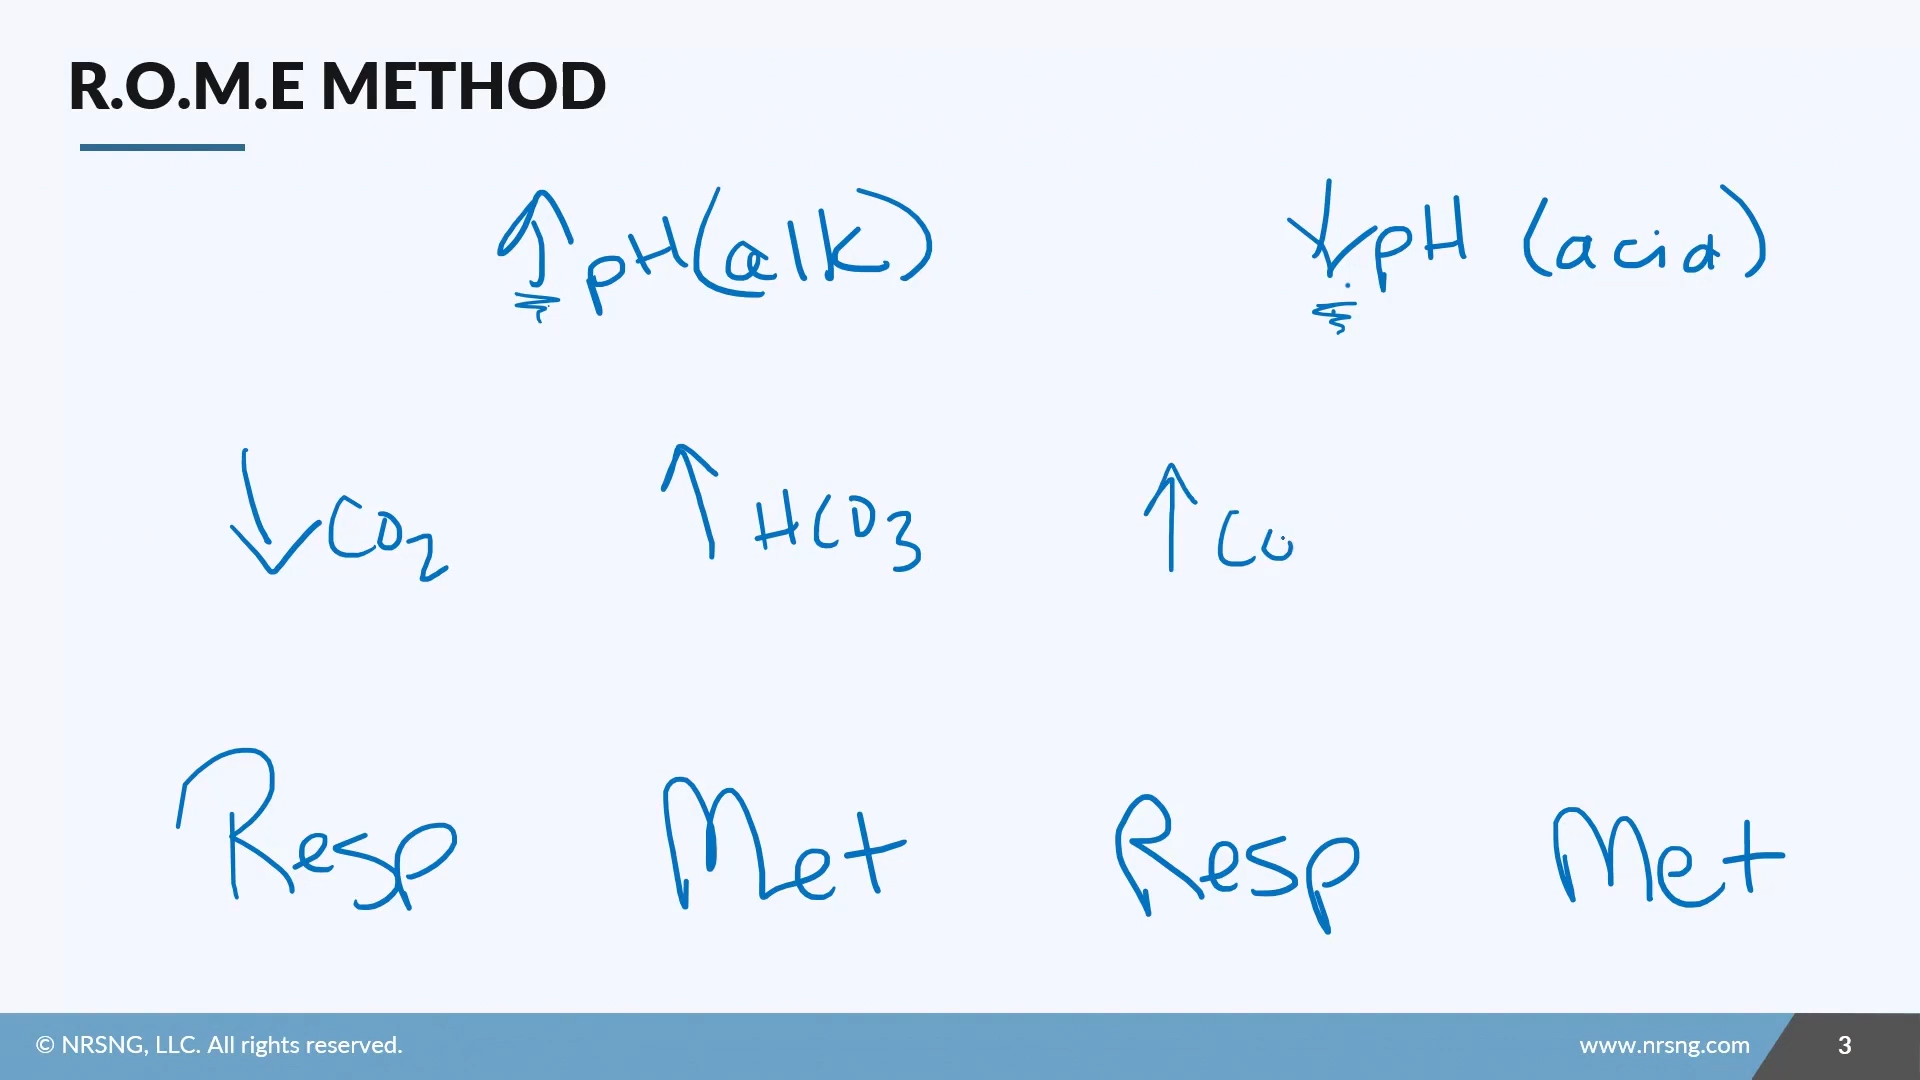 R.O.M.E METHOD
↑ pH (alk) ↓ pH (acid)
↓ CO2 ↑ HCO3 ↑ Co
Resp Met Resp Met
© NRSNG, LLC. All rights reserved. www.nrsng.com 3